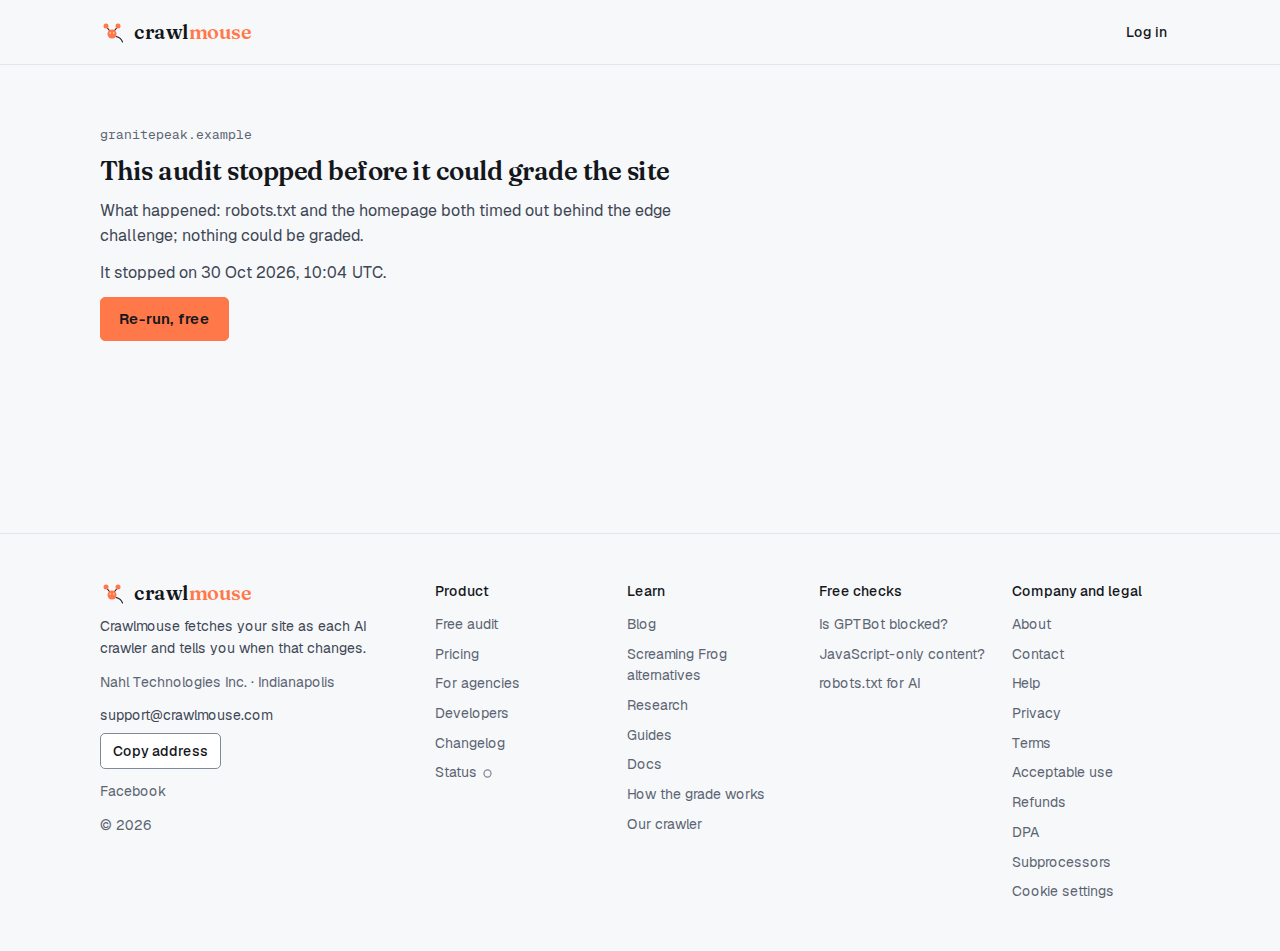 crawlmouse
Log in
granitepeak.example
This audit stopped before it could grade the site
What happened: robots.txt and the homepage both timed out behind the edge
challenge; nothing could be graded.
It stopped on 30 Oct 2026, 10:04 UTC.
Re-run, free
crawlmouse
Crawlmouse fetches your site as each AI
crawler and tells you when that changes.
Nahl Technologies Inc. · Indianapolis
support@crawlmouse.com
Copy address
Facebook
© 2026
Product
Free audit
Pricing
For agencies
Developers
Changelog
Status
Learn
Blog
Screaming Frog
alternatives
Research
Guides
Docs
How the grade works
Our crawler
Free checks
Is GPTBot blocked?
JavaScript-only content?
robots.txt for AI
Company and legal
About
Contact
Help
Privacy
Terms
Acceptable use
Refunds
DPA
Subprocessors
Cookie settings